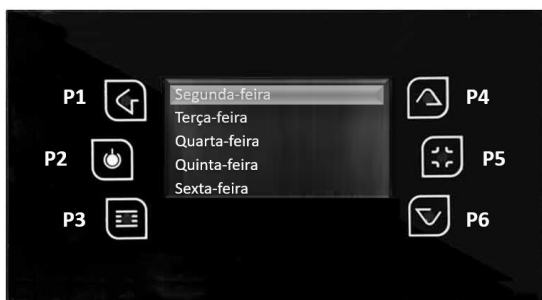 P1
P2
P3
Segunda-feira
Terça-feira
Quarta-feira
Quinta-feira
Sexta-feira
P4
P5
P6